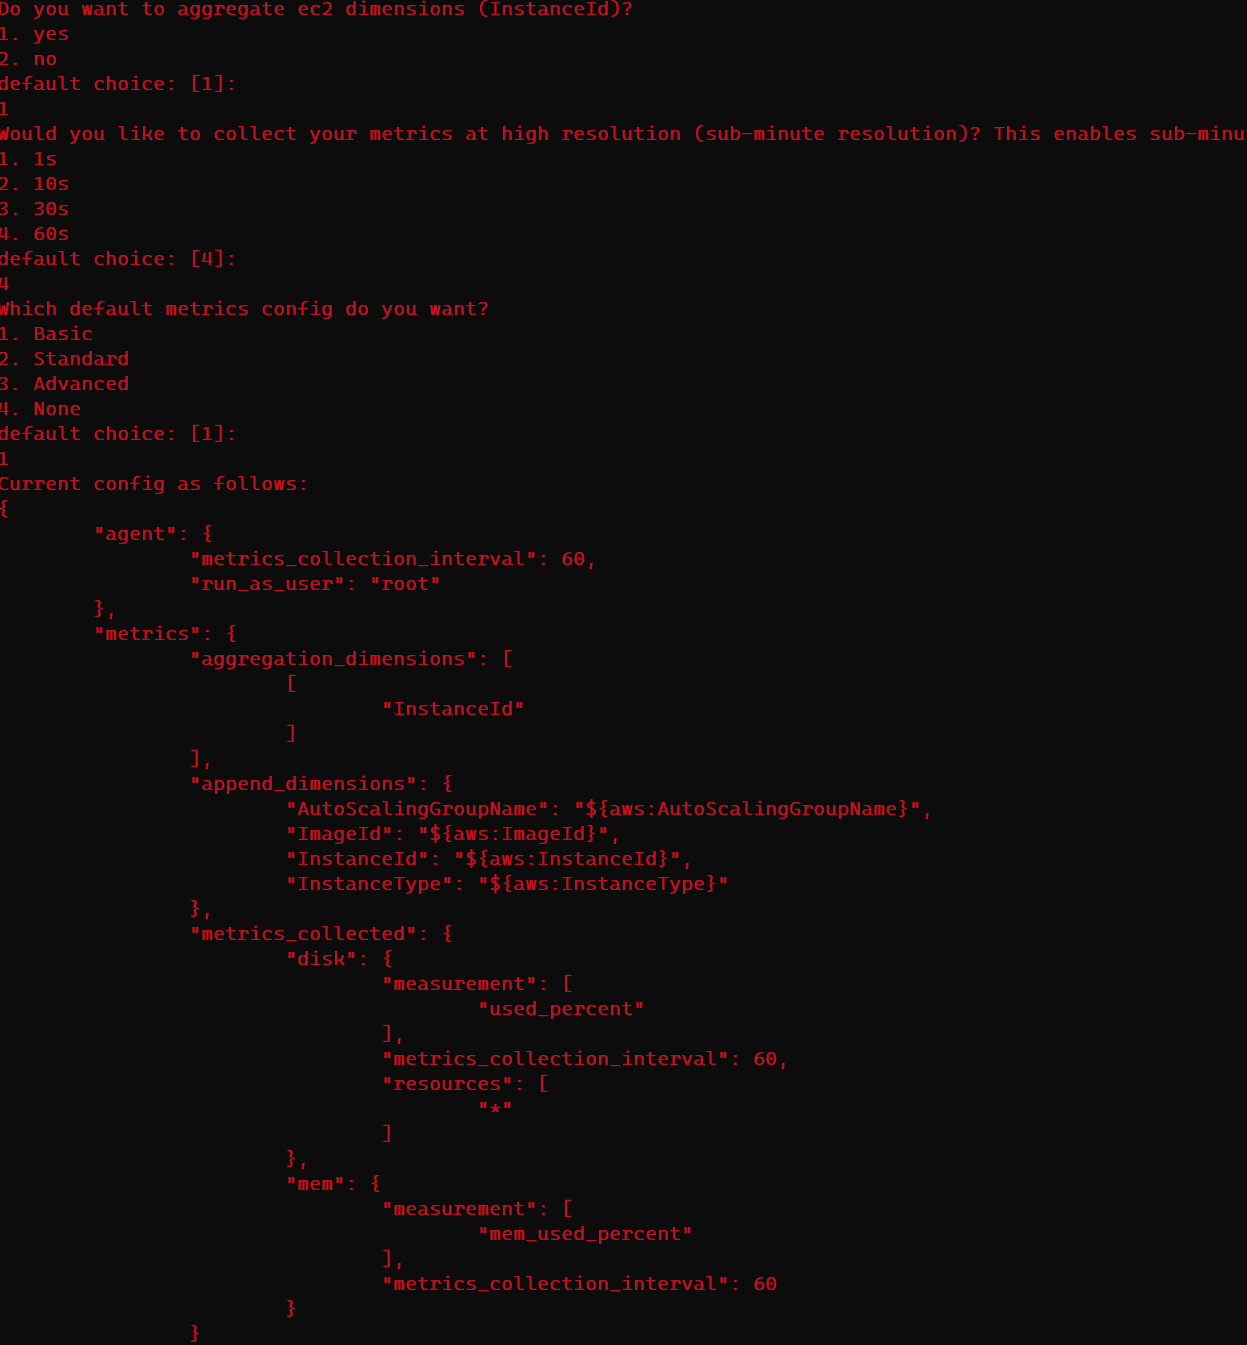 Do you want to aggregate ec2 dimensions (InstanceId)?
1. yes
2. no
default choice: [1]:
1
Would you like to collect your metrics at high resolution (sub-minute resolution)? This enables sub-minu
1. 1s
2. 10s
3. 30s
4. 60s
default choice: [4]:
4
Which default metrics config do you want?
1. Basic
2. Standard
3. Advanced
4. None
default choice: [1]:
1
Current config as follows:
{
	"agent": {
		"metrics_collection_interval": 60,
		"run_as_user": "root"
	},
	"metrics": {
		"aggregation_dimensions": [
			[
				"InstanceId"
			]
		],
		"append_dimensions": {
			"AutoScalingGroupName": "${aws:AutoScalingGroupName}",
			"ImageId": "${aws:ImageId}",
			"InstanceId": "${aws:InstanceId}",
			"InstanceType": "${aws:InstanceType}"
		},
		"metrics_collected": {
			"disk": {
				"measurement": [
					"used_percent"
				],
				"metrics_collection_interval": 60,
				"resources": [
					"*"
				]
			},
			"mem": {
				"measurement": [
					"mem_used_percent"
				],
				"metrics_collection_interval": 60
			}
		}